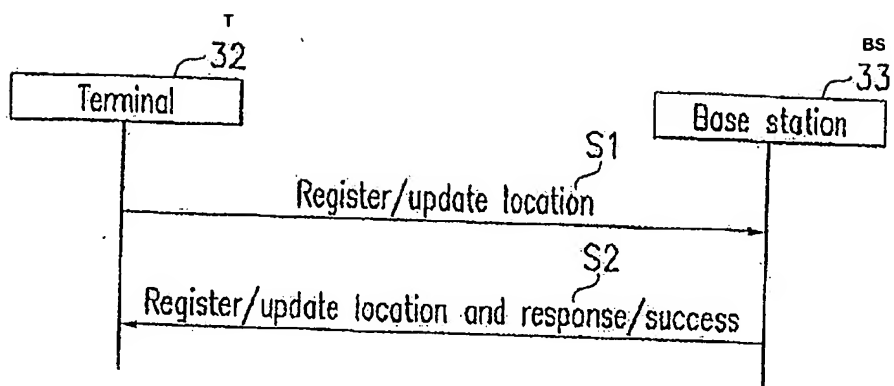 T
32
BS
33
Terminal
Base station
S1
Register/update location
S2
Register/update location and response/success